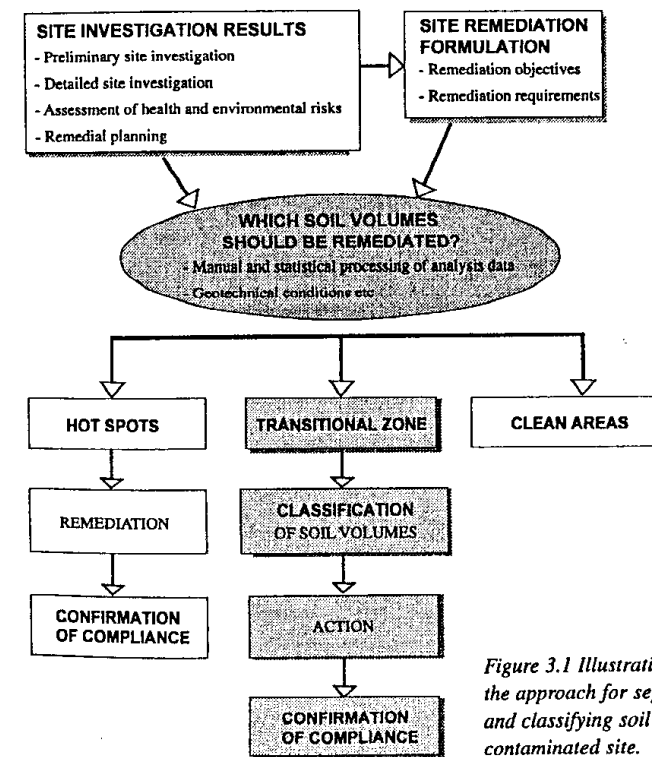 SITE INVESTIGATION RESULTS
- Preliminary site investigation
- Detailed site investigation
- Assessment of health and environmental risks
- Remedial planning
SITE REMEDIATION
FORMULATION
- Remediation objectives
- Remediation requirements
WHICH SOIL VOLUMES
SHOULD BE REMEDIATED?
- Manual and statistical processing of analysis data
- Geotechnical conditions etc
HOT SPOTS
TRANSITIONAL ZONE
CLEAN AREAS
REMEDIATION
CLASSIFICATION
OF SOIL VOLUMES
CONFIRMATION
OF COMPLIANCE
ACTION
CONFIRMATION
OF COMPLIANCE
Figure 3.1 Illustrati
the approach for se
and classifying soil
contaminated site.